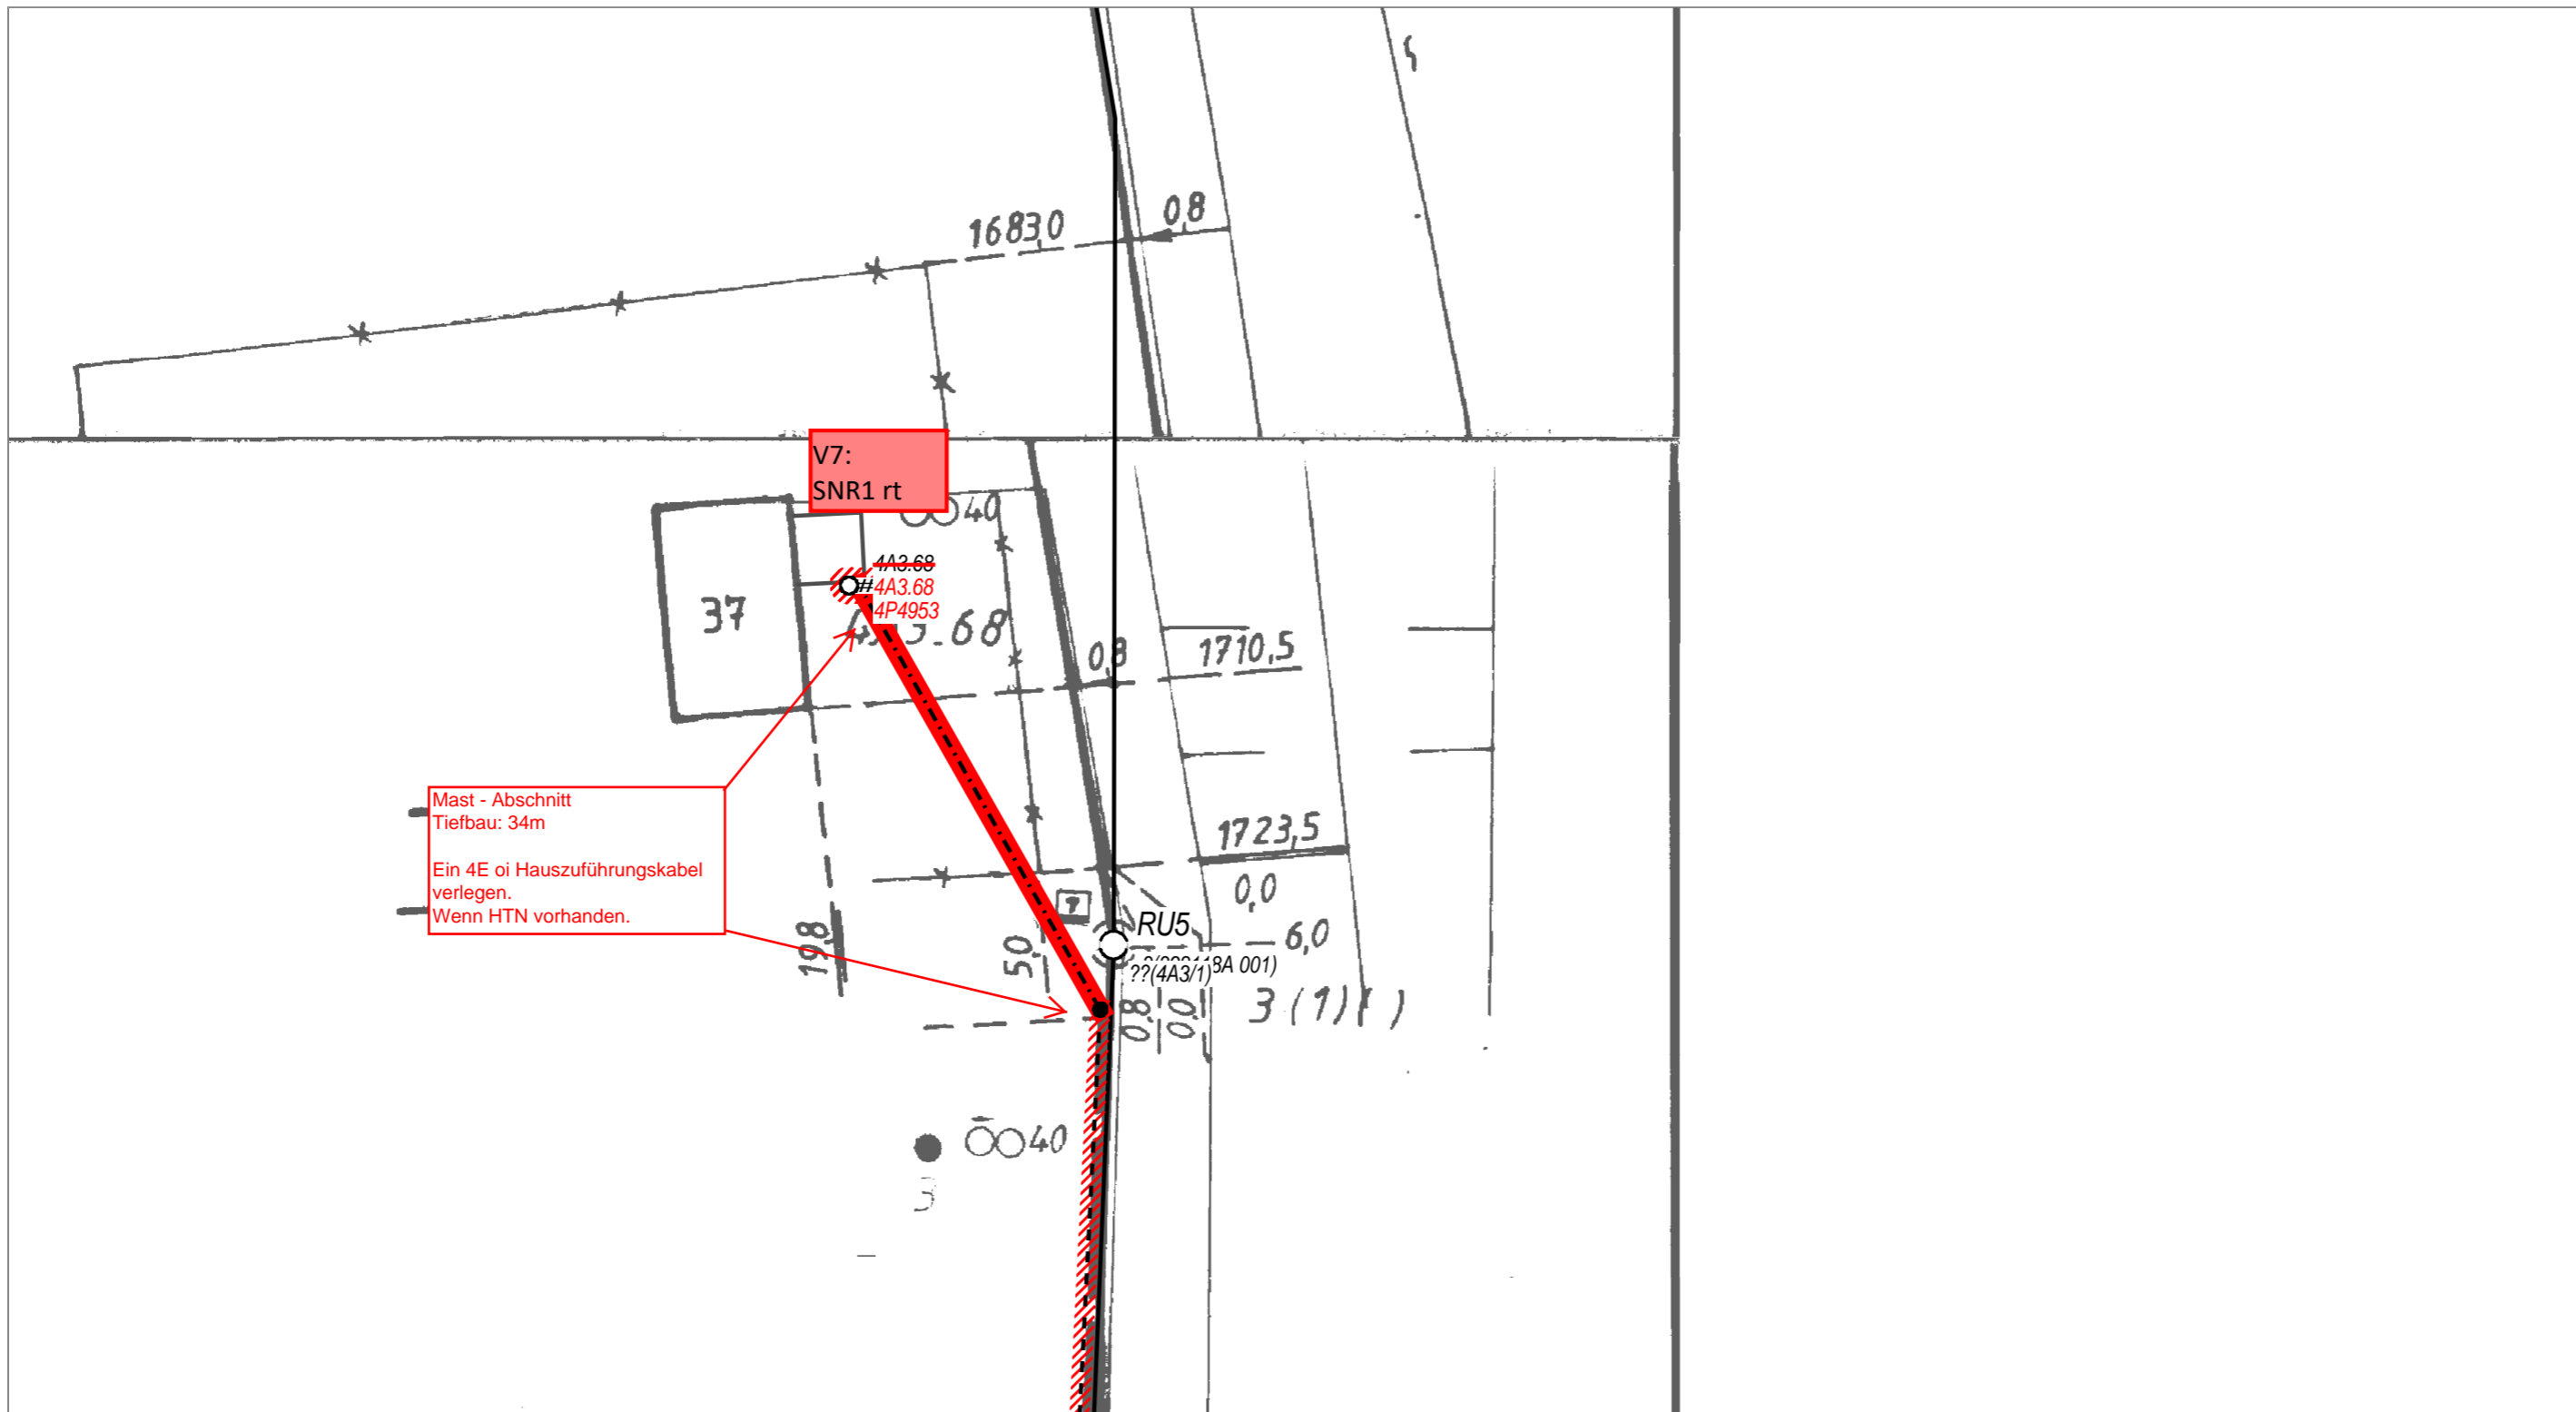 1683,0
0,8
V7:
SNR1 rt
40
4A3.68
4A3.68
4P4953
37
68
0,8
1710,5
Mast - Abschnitt
Tiefbau: 34m
Ein 4E oi Hauszuführungskabel
verlegen.
Wenn HTN vorhanden.
1723,5
0,0
RU5
6,0
19,8
5,0
8A 001)
??(4A3/1)
0,8
0,0
3 (1)( )
40